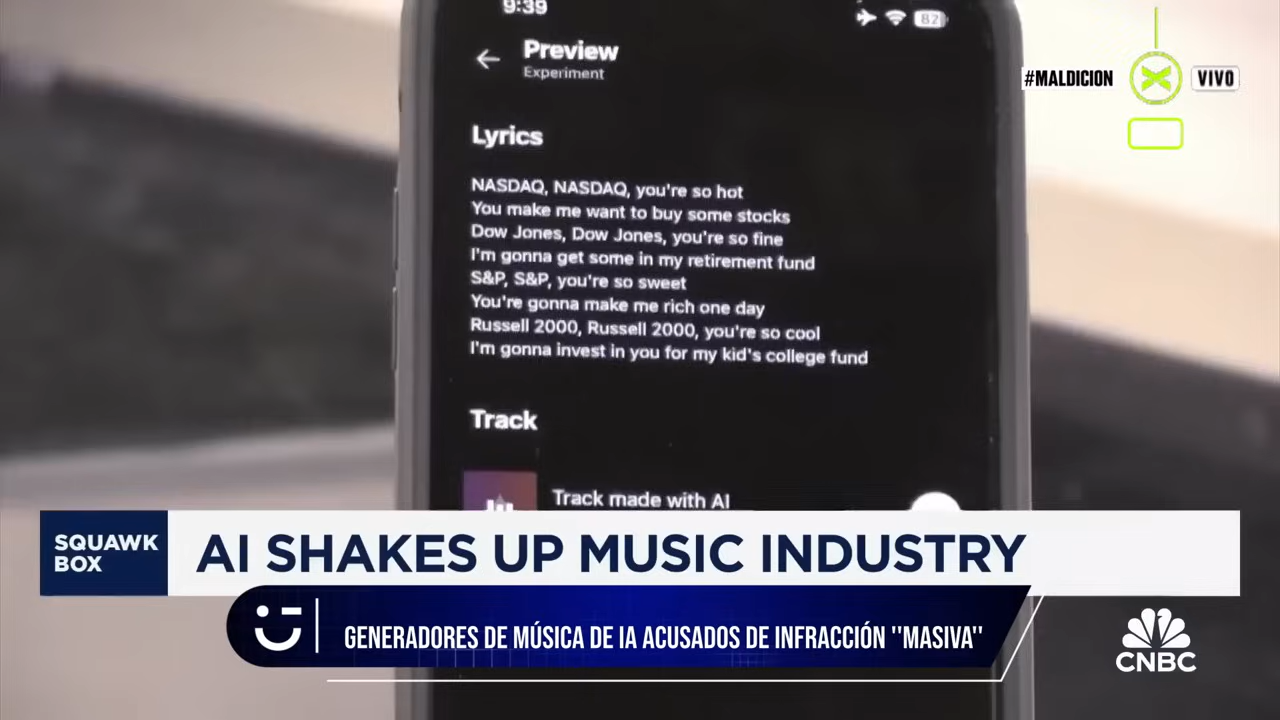 9:39
82
Preview
Experiment
#MALDICION
VIVO
Lyrics
NASDAQ, NASDAQ, you're so hot
You make me want to buy some stocks
Dow Jones, Dow Jones, you're so fine
I'm gonna get some in my retirement fund
S&P, S&P, you're so sweet
You're gonna make me rich one day
Russell 2000, Russell 2000, you're so cool
I'm gonna invest in you for my kid's college fund
Track
Track made with AI
SQUAWK
BOX
AI SHAKES UP MUSIC INDUSTRY
GENERADORES DE MÚSICA DE IA ACUSADOS DE INFRACCIÓN "MASIVA"
CNBC